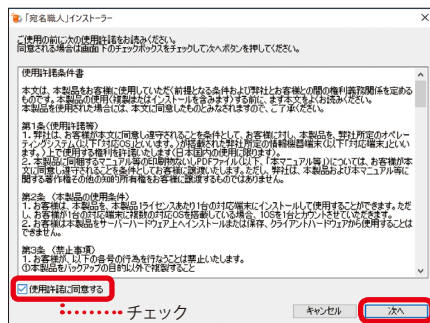 「宛名職人」インストーラー
ご使用の前に次の使用許諾をお読みください。
同意される場合は画面下のチェックボックスをチェックして次へボタンを押してください。
使用許諾条件書
本文は、本製品をお客様に使用していただく前提となる条件および弊社とお客様との間の権利義務関係を定める
ものです。本製品の使用（複製またはインストールを含みます）する前に、まず本文をよくお読みください。
本製品を使用された場合には、本文に同意したものとみなされますので、ご了承ください。
第1条（使用許諾等）
1. 弊社は、お客様が本文に同意し遵守されることを条件として、お客様に対し、本製品を、弊社所定のオペレー
ティングシステム（以下「対応OS」といいます。）が搭載された弊社所定の情報機器端末（以下「対応端末」といい
ます。）上で使用する権利を許諾いたします（日本国内の使用に限ります）。
2. 本製品に同梱するマニュアル等の印刷物ないしPDFファイル（以下、「本マニュアル等」）については、お客様が本
文に同意し遵守されることを条件としてお客様に譲渡いたします。ただし、弊社は、本製品および本マニュアル等に
関する著作権その他の知的所有権をお客様に譲渡するものではありません。
第2条 （本製品の使用条件）
1. お客様は、本製品を、本製品1ライセンスあたり1台の対応端末にインストールして使用することができます。ただ
し、お客様が1台の対応端末に複数の対応OSを搭載している場合、1OSを1台とカウントさせていただきます。
2. お客様は本製品をサーバーハードウェア上へインストールまたは保存、クライアントハードウェアから使用することは
できません。
第3条 （禁止事項）
1. お客様が、以下の各号の行為を行なうことは禁止いたします。
①本製品をバックアップの目的以外で複製すること
使用許諾に同意する
チェック
キャンセル
次へ